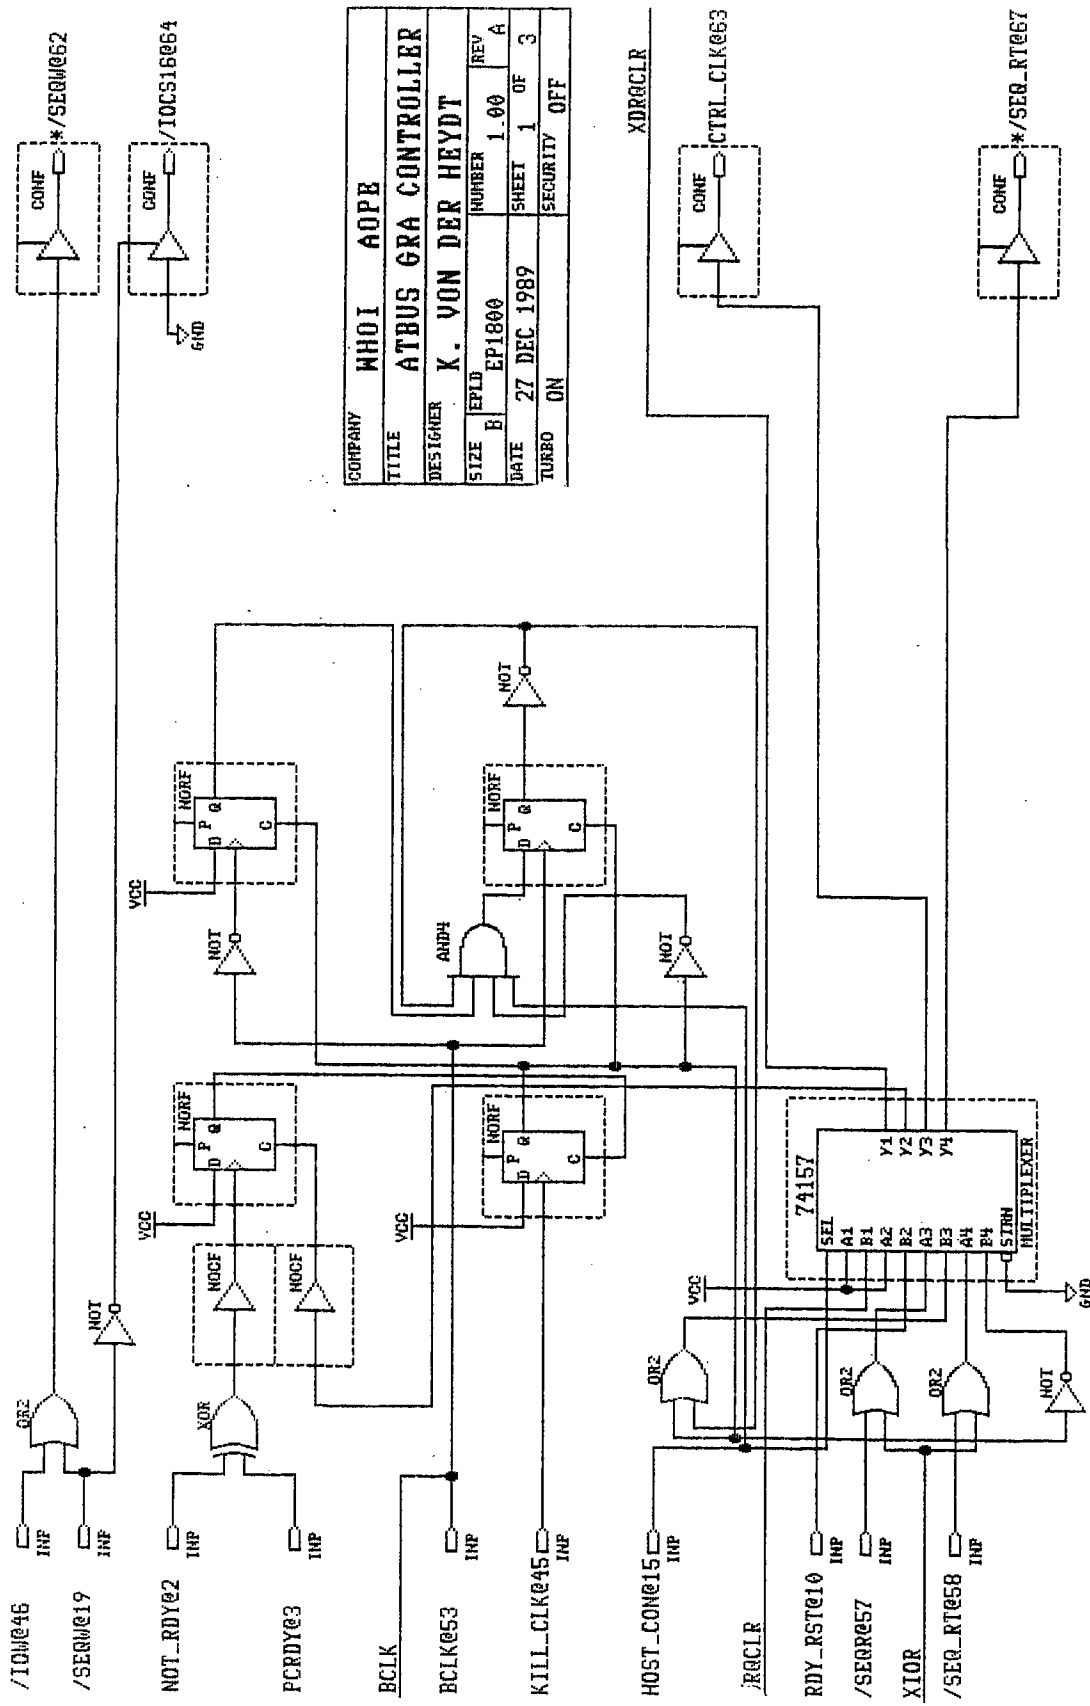 /IOW@46
/SEQW@19
NOT_RDY@2
PCRDY@3
BCLK
BCLK@53
KILL_CLK@45
HOST_CON@15
RQCLR
RDY_RST@10
/SEQR@57
XIOR
/SEQ_RT@58
INP
INP
INP
INP
INP
INP
INP
INP
INP
INP
OR2
NOT
XOR
NOCF
NOCF
VCC
NORF
D P Q
C
VCC
NORF
D P Q
C
NOT
VCC
NORF
D P Q
C
AND4
NORF
D P Q
C
NOT
NOT
OR2
OR2
OR2
NOT
VCC
74157
SEL
A1
B1
A2
B2
A3
B3
A4
B4
STRN
Y1
Y2
Y3
Y4
MULTIPLEXER
GND
GND
CONF
*/SEQW@62
CONF
/IOCS16@64
COMPANY WHOI AOPE
TITLE ATBUS GRA CONTROLLER
DESIGNER K. VON DER HEYDT
SIZE B EPLD EP1800 NUMBER 1.00 REV A
DATE 27 DEC 1989 SHEET 1 OF 3
TURBO ON SECURITY OFF
XDRQCLR
CONF
CTRL_CLK@63
CONF
*/SEQ_RT@67